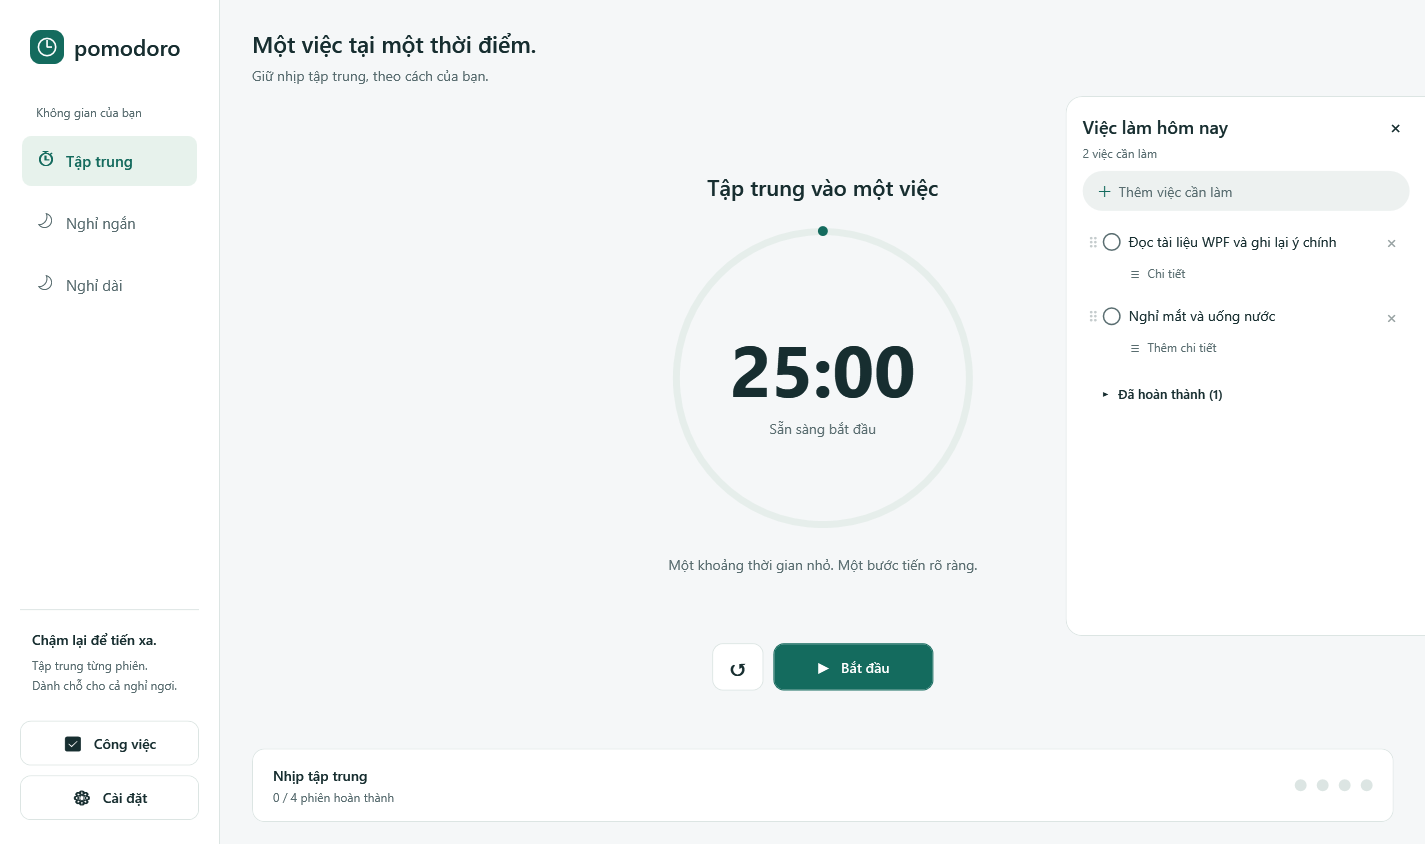 pomodoro
Không gian của bạn
Tập trung
Nghỉ ngắn
Nghỉ dài
Chậm lại để tiến xa.
Tập trung từng phiên.
Dành chỗ cho cả nghỉ ngơi.
Công việc
Cài đặt
Một việc tại một thời điểm.
Giữ nhịp tập trung, theo cách của bạn.
Tập trung vào một việc
25:00
Sẵn sàng bắt đầu
Một khoảng thời gian nhỏ. Một bước tiến rõ ràng.
Bắt đầu
Nhịp tập trung
0 / 4 phiên hoàn thành
Việc làm hôm nay
2 việc cần làm
Thêm việc cần làm
Đọc tài liệu WPF và ghi lại ý chính
Chi tiết
Nghỉ mắt và uống nước
Thêm chi tiết
Đã hoàn thành (1)